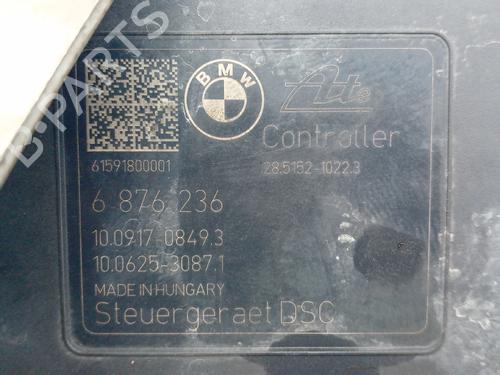 BMW
Ate
Controller
61591800001
28.5152-1022.3
6 876 236
10.0917-0849.3
10.0625-3087.1
MADE IN HUNGARY
Steuergeraet DSC
B-PARTS